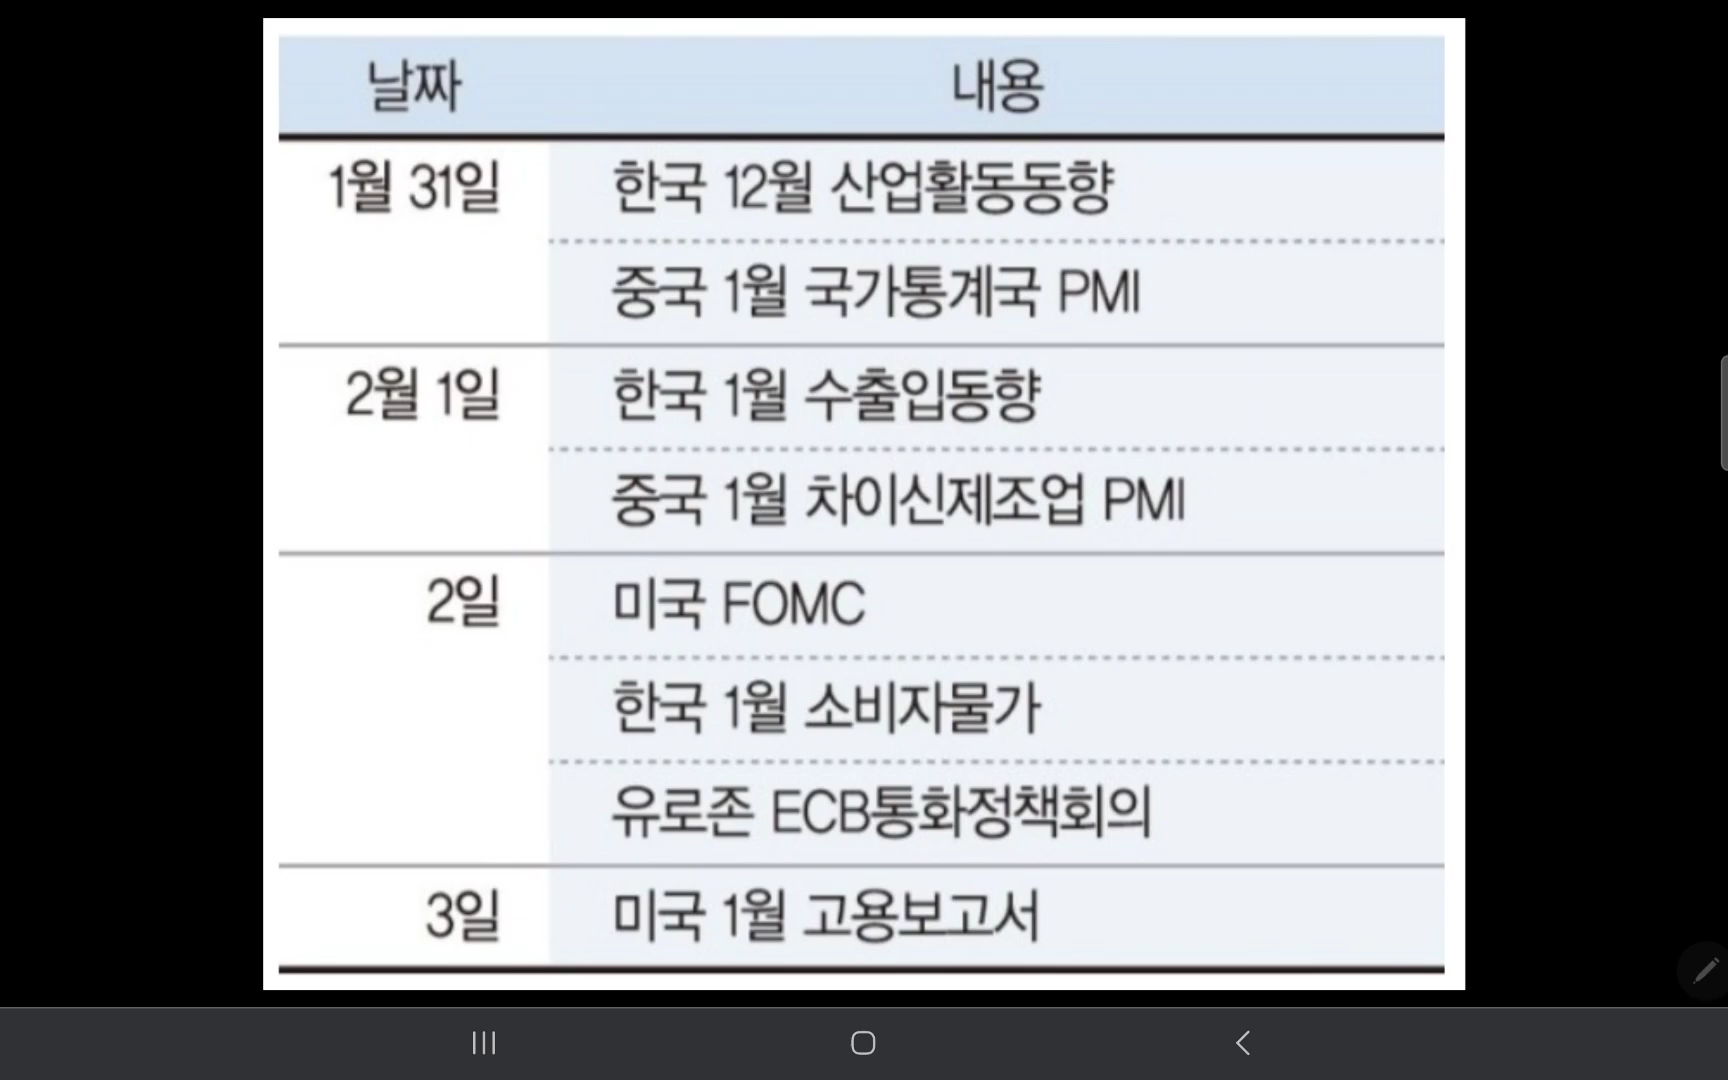 날짜 내용
1월 31일 한국 12월 산업활동동향
중국 1월 국가통계국 PMI
2월 1일 한국 1월 수출입동향
중국 1월 차이신제조업 PMI
2일 미국 FOMC
한국 1월 소비자물가
유로존 ECB통화정책회의
3일 미국 1월 고용보고서